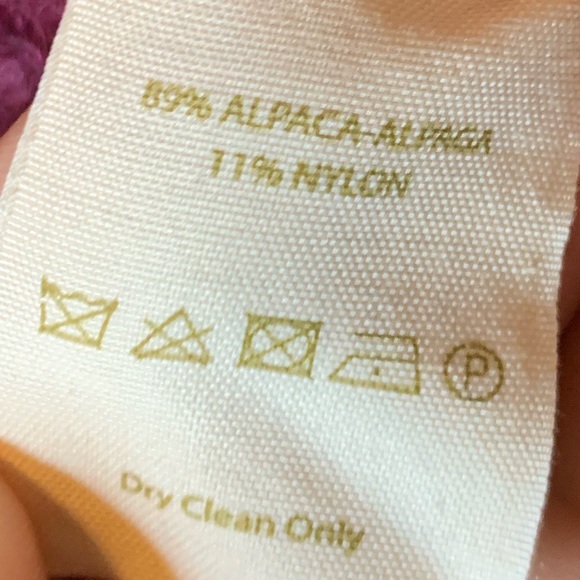 89% ALPACA-ALPAGA
11% NYLON
P
Dry Clean Only